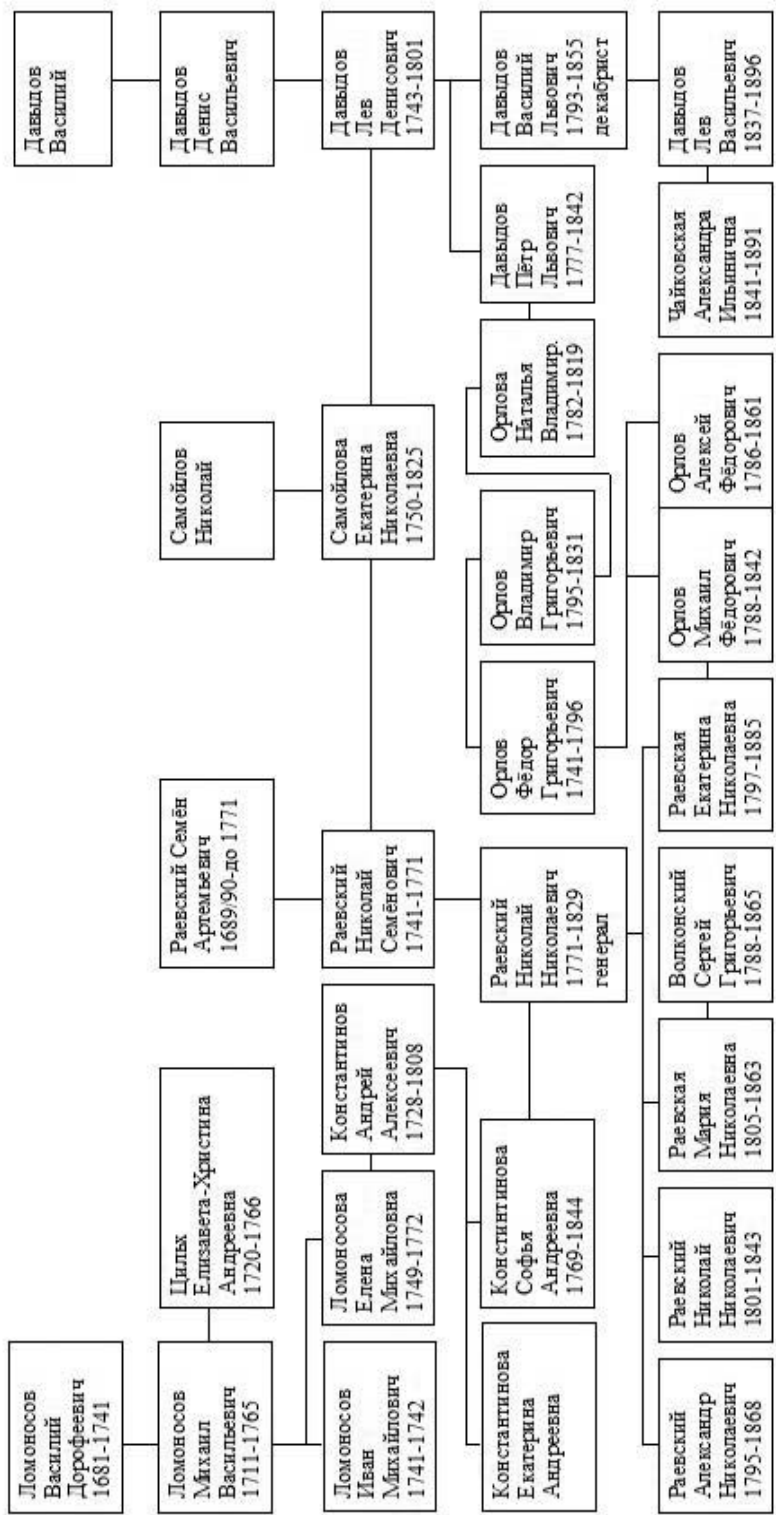 Ломоносов
Василий
Дорофеевич
1681-1741
Давыдов
Василий
Ломоносов
Михаил
Васильевич
1711-1765
Цильх
Елизавета-Христина
Андреевна
1720-1766
Раевский Семён
Артемьевич
1689/90-до 1771
Самойлов
Николай
Давыдов
Денис
Васильевич
Ломоносов
Иван
Михайлович
1741-1742
Ломоносова
Елена
Михайловна
1749-1772
Константинов
Андрей
Алексеевич
1728-1808
Раевский
Николай
Семёнович
1741-1771
Самойлова
Екатерина
Николаевна
1750-1825
Давыдов
Лев
Денисович
1743-1801
Константинова
Екатерина
Андреевна
Констинтинова
Софья
Андреевна
1769-1844
Раевский
Николай
Николаевич
1771-1829
генерал
Орлов
Фёдор
Григорьевич
1741-1796
Орлов
Владимир
Григорьевич
1795-1831
Орлова
Наталья
Владимир.
1782-1819
Давыдов
Пётр
Львович
1777-1842
Давыдов
Василий
Львович
1793-1855
декабрист
Раевский
Александр
Николаевич
1795-1868
Раевский
Николай
Николаевич
1801-1843
Раевская
Мария
Николаевна
1805-1863
Волконский
Сергей
Григорьевич
1788-1865
Раевская
Екатерина
Николаевна
1797-1885
Орлов
Михаил
Фёдорович
1788-1842
Орлов
Алексей
Фёдорович
1786-1861
Чайковская
Александра
Ильинична
1841-1891
Давыдов
Лев
Васильевич
1837-1896